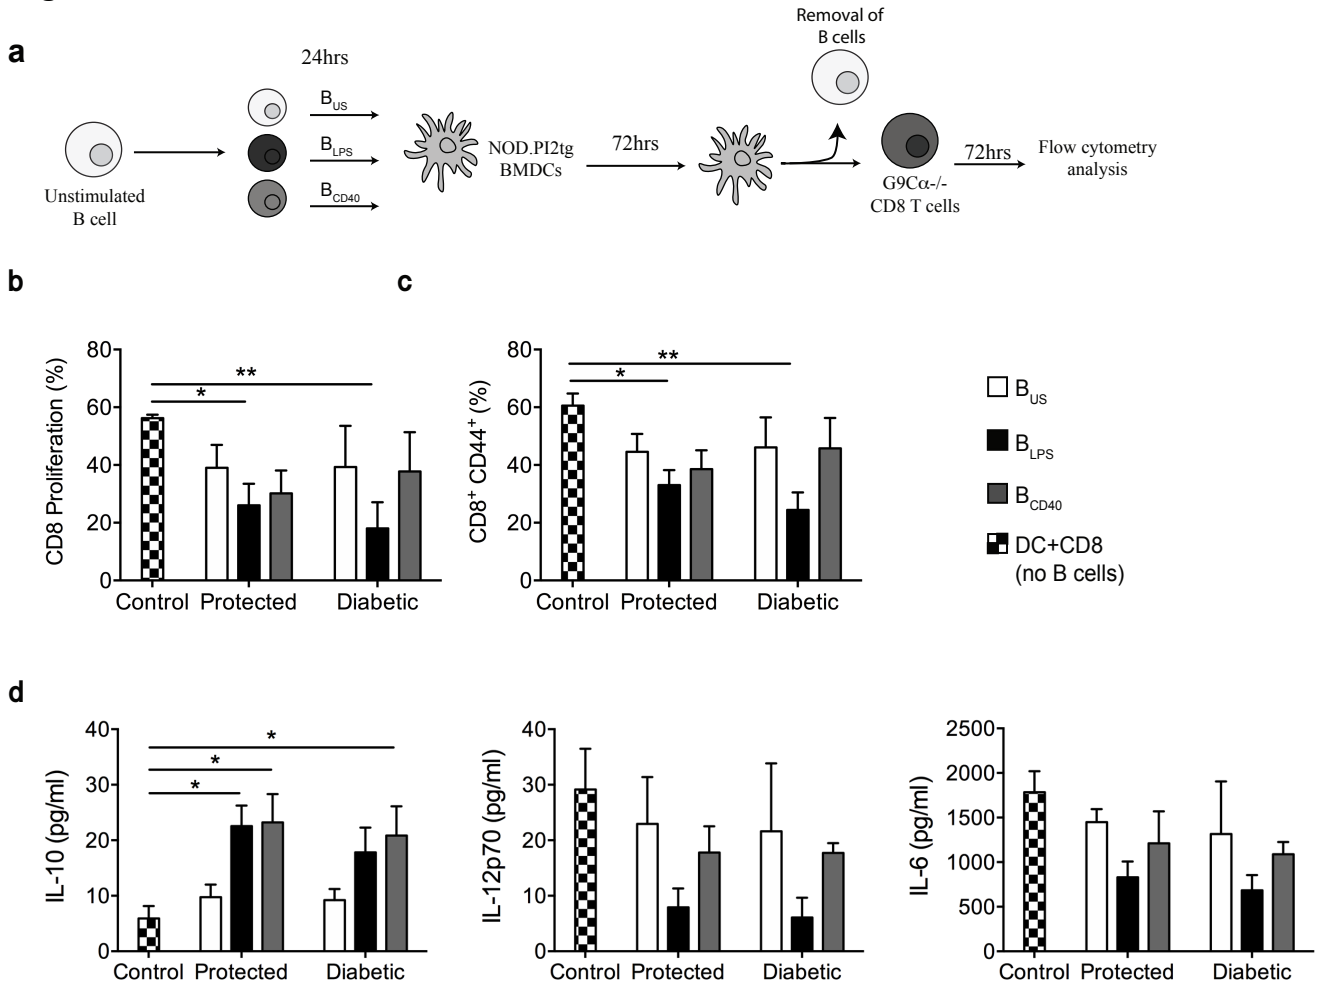 Removal of
B cells
a
24hrs
B_US
B_LPS
B_CD40
NOD.PI2tg
BMDCs
72hrs
72hrs
Flow cytometry
analysis
Unstimulated
B cell
G9Cα-/-
CD8 T cells
b
c
CD8 Proliferation (%)
80
60
40
20
0
**
*
Control Protected Diabetic
CD8+ CD44+ (%)
80
60
40
20
0
**
*
Control Protected Diabetic
B_US
B_LPS
B_CD40
DC+CD8
(no B cells)
d
IL-10 (pg/ml)
40
30
20
10
0
*
*
*
Control Protected Diabetic
IL-12p70 (pg/ml)
40
30
20
10
0
Control Protected Diabetic
IL-6 (pg/ml)
2500
2000
1500
1000
500
0
Control Protected Diabetic